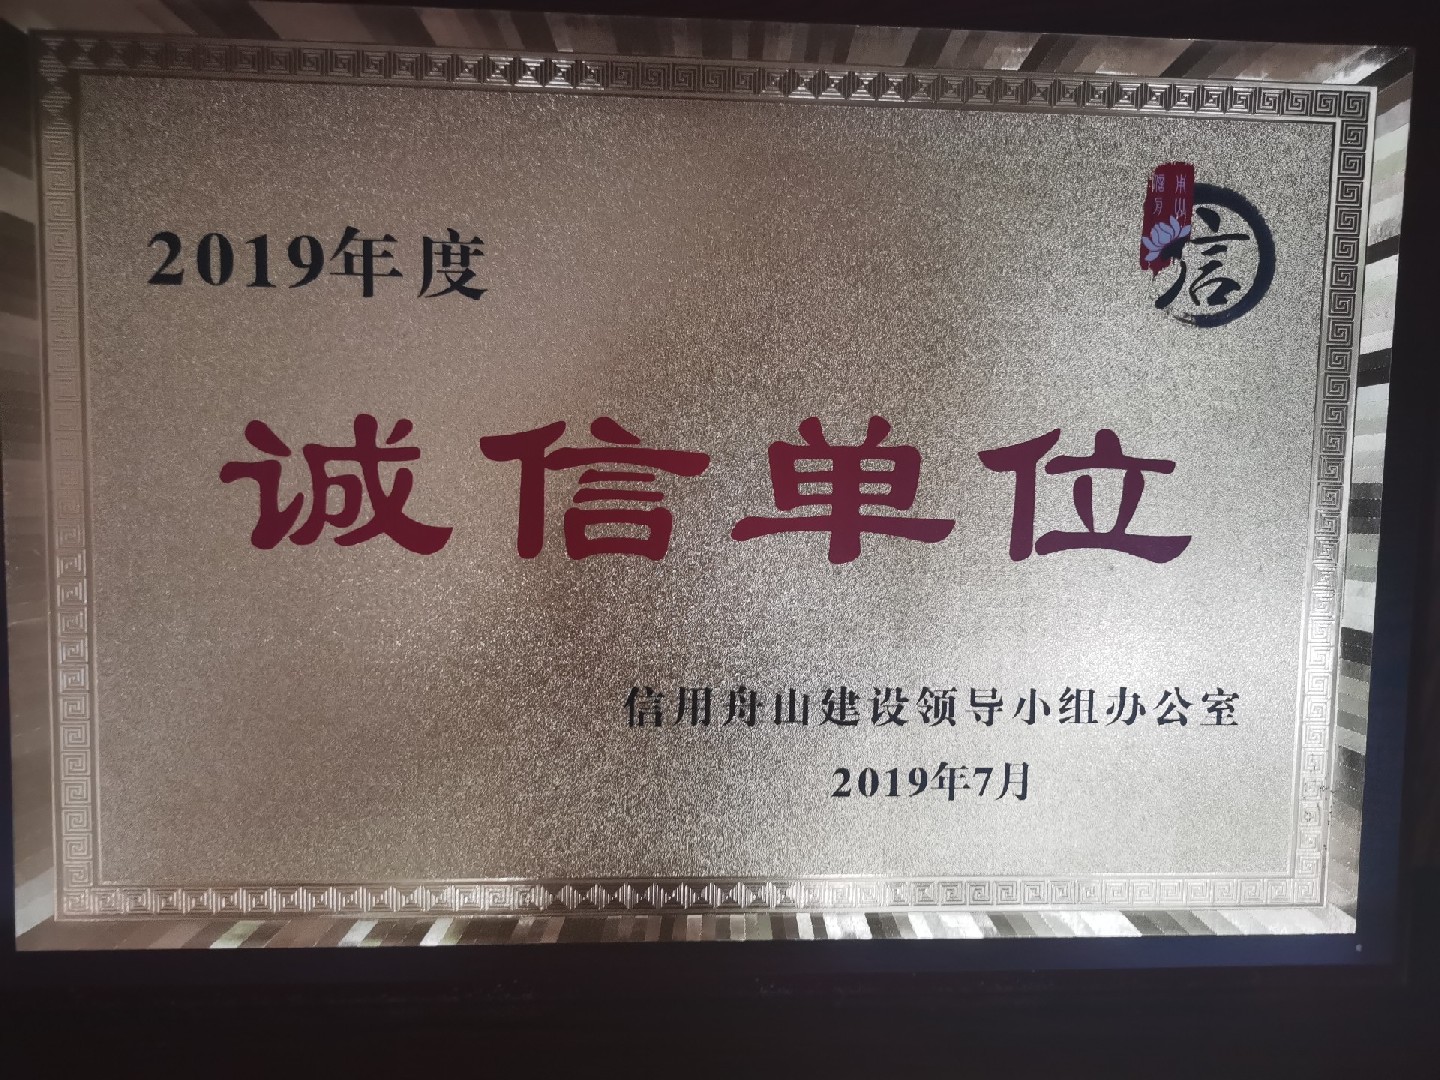 2019年度
信
诚信单位
信用舟山建设领导小组办公室
2019年7月